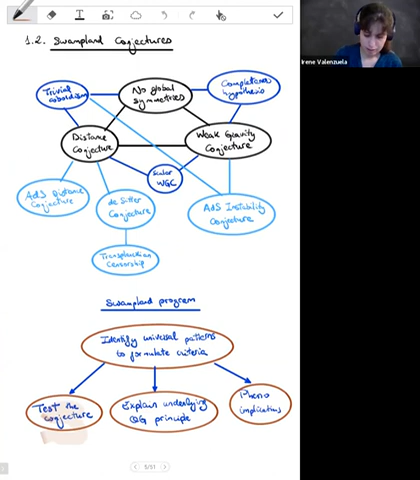 1.2. Swampland Conjectures
Irene Valenzuela
Trivial
cobordism
No global
symmetries
Completeness
hypothesis
Distance
Conjecture
Weak Gravity
Conjecture
Scalar
WGC
AdS Distance
Conjecture
de Sitter
Conjecture
AdS Instability
Conjecture
Transplanckian
Censorship
Swampland program
Identify universal patterns
to formulate criteria
Test the
conjecture
Explain underlying
QG principle
Pheno
implications
5/51